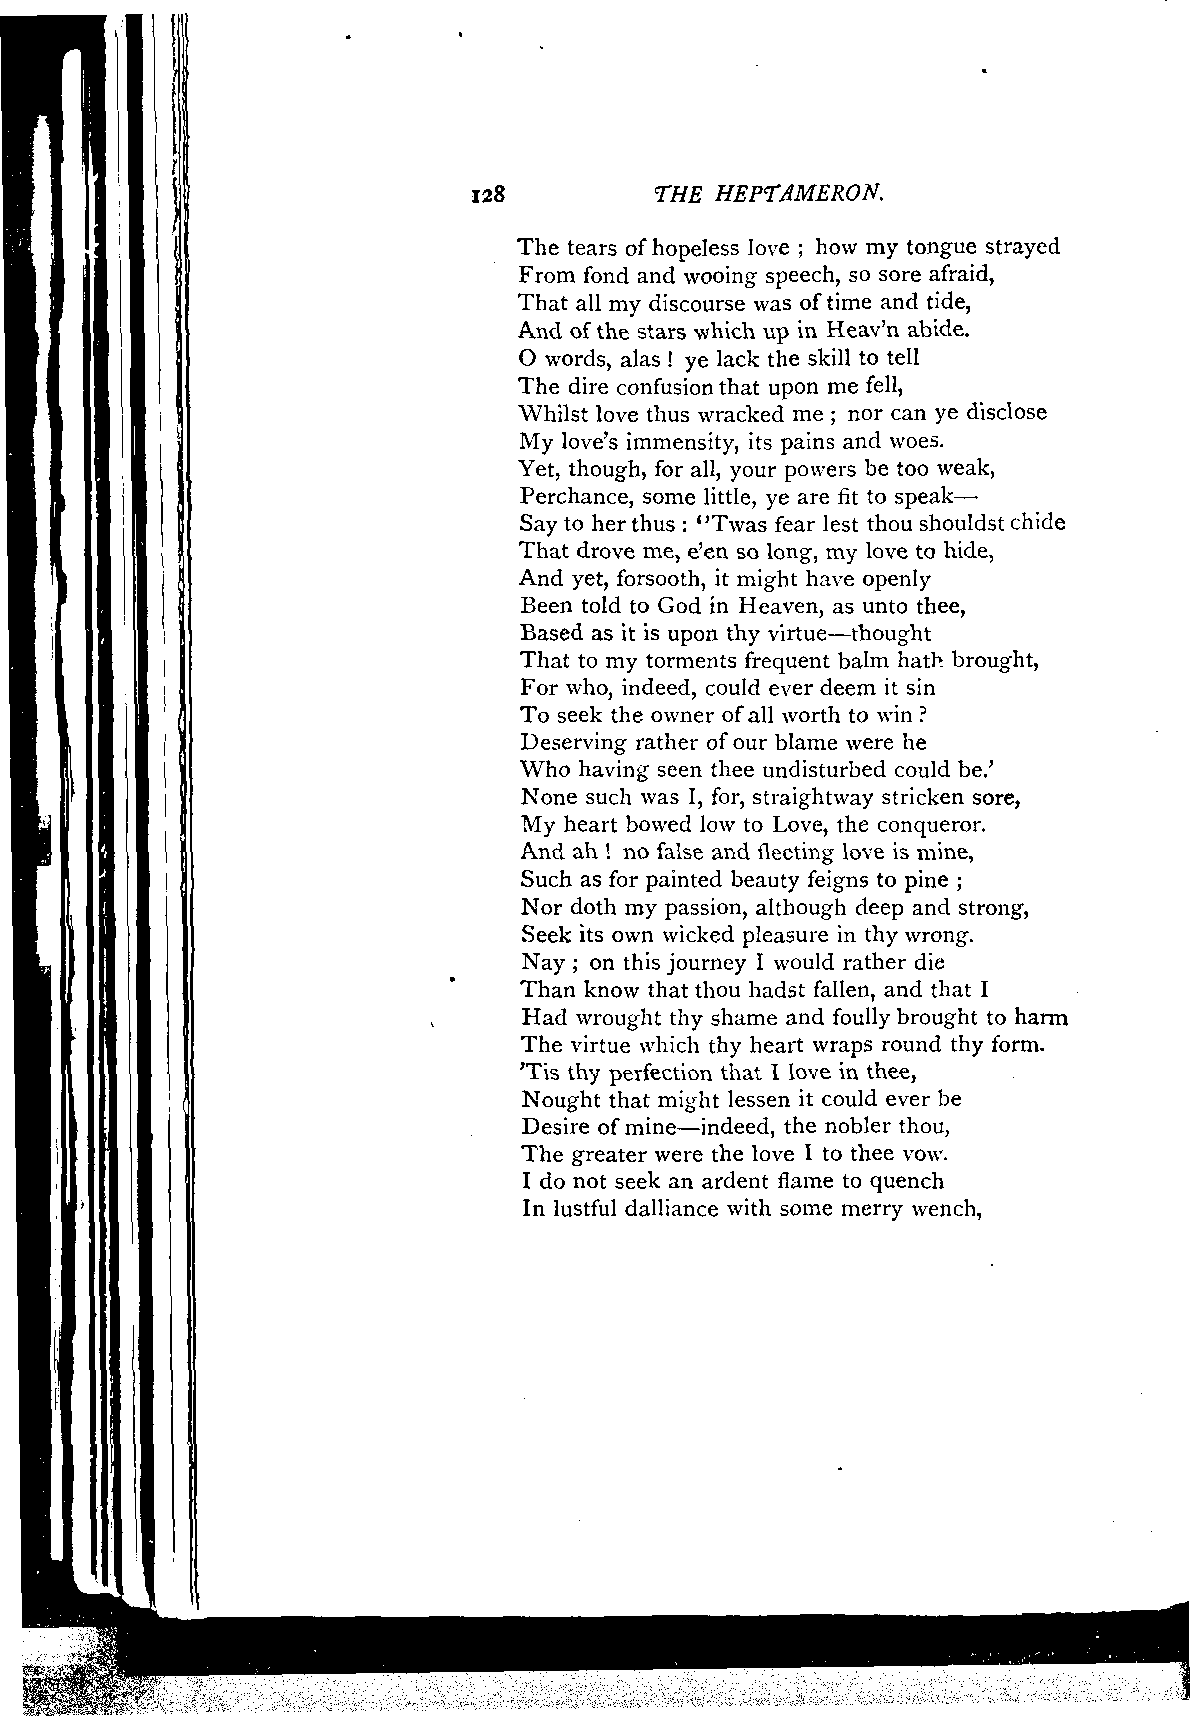 128 THE HEPTAMERON.
The tears of hopeless love ; how my tongue strayed
From fond and wooing speech, so sore afraid,
That all my discourse was of time and tide,
And of the stars which up in Heav'n abide.
O words, alas ! ye lack the skill to tell
The dire confusion that upon me fell,
Whilst love thus wracked me ; nor can ye disclose
My love's immensity, its pains and woes.
Yet, though, for all, your powers be too weak,
Perchance, some little, ye are fit to speak—
Say to her thus : ‘'Twas fear lest thou shouldst chide
That drove me, e'en so long, my love to hide,
And yet, forsooth, it might have openly
Been told to God in Heaven, as unto thee,
Based as it is upon thy virtue—thought
That to my torments frequent balm hath brought,
For who, indeed, could ever deem it sin
To seek the owner of all worth to win ?
Deserving rather of our blame were he
Who having seen thee undisturbed could be.'
None such was I, for, straightway stricken sore,
My heart bowed low to Love, the conqueror.
And ah ! no false and flecting love is mine,
Such as for painted beauty feigns to pine ;
Nor doth my passion, although deep and strong,
Seek its own wicked pleasure in thy wrong.
Nay ; on this journey I would rather die
Than know that thou hadst fallen, and that I
Had wrought thy shame and foully brought to harm
The virtue which thy heart wraps round thy form.
'Tis thy perfection that I love in thee,
Nought that might lessen it could ever be
Desire of mine—indeed, the nobler thou,
The greater were the love I to thee vow.
I do not seek an ardent flame to quench
In lustful dalliance with some merry wench,